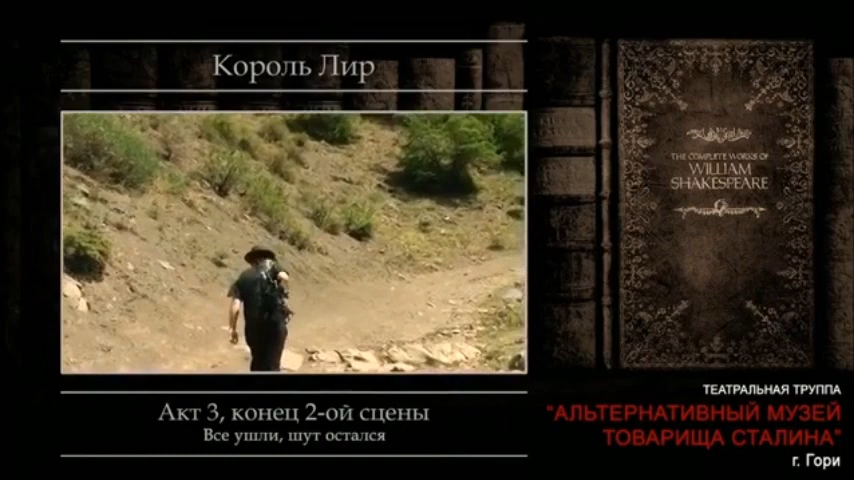 Король Лир
THE COMPLETE WORKS OF
WILLIAM
SHAKESPEARE
Акт 3, конец 2-ой сцены
Все ушли, шут остался
ТЕАТРАЛЬНАЯ ТРУППА
"АЛЬТЕРНАТИВНЫЙ МУЗЕЙ
ТОВАРИЩА СТАЛИНА"
г. Гори